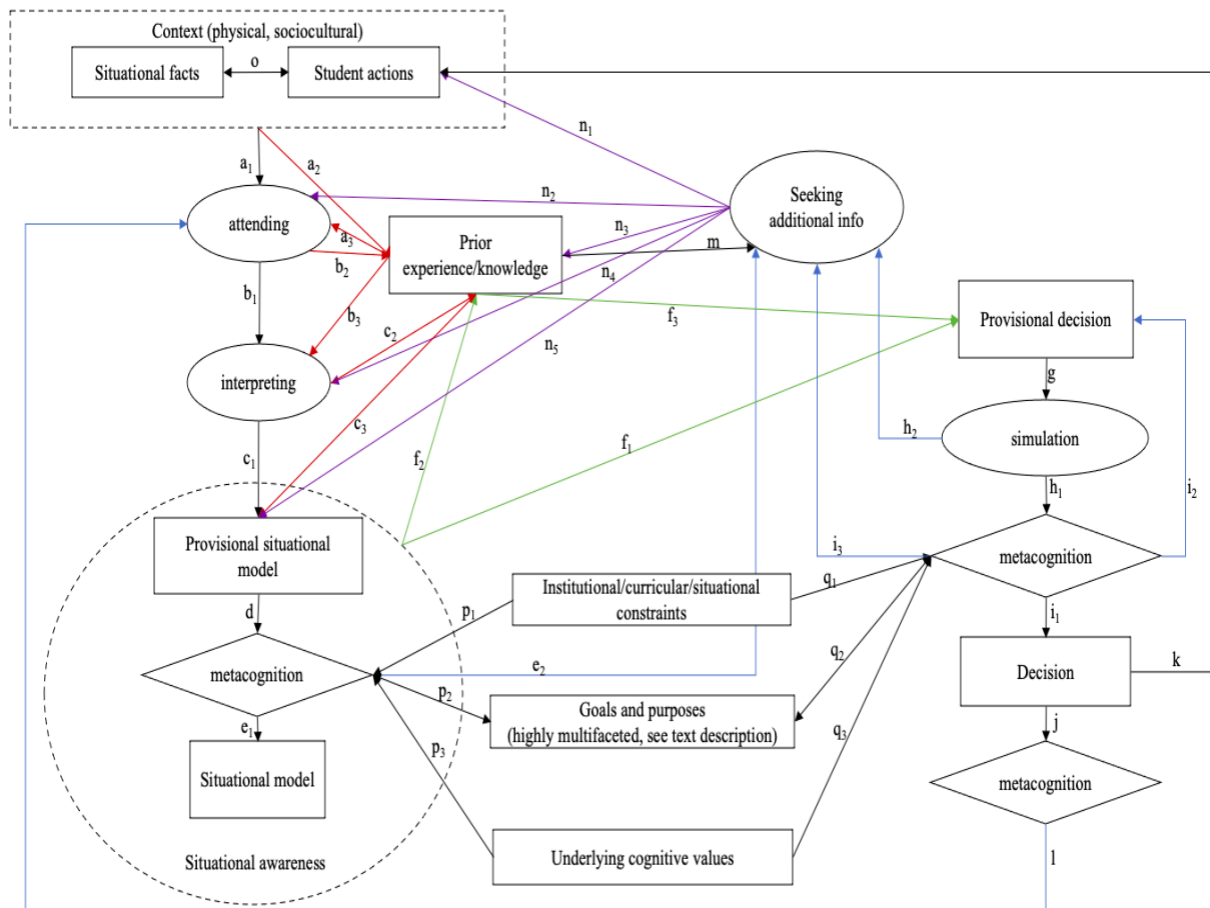 Context (physical, sociocultural)
Situational facts
o
Student actions
n1
a1
a2
attending
n2
Seeking
additional info
a3
b2
Prior
experience/knowledge
n3
m
n4
b1
b3
c2
n5
f3
Provisional decision
interpreting
g
c1
c3
f2
f1
h2
simulation
h1
i2
Provisional situational
model
i3
metacognition
d
p1
Institutional/curricular/situational
constraints
q1
i1
metacognition
e2
q2
Decision
k
p2
e1
Goals and purposes
(highly multifaceted, see text description)
j
p3
q3
Situational model
metacognition
Situational awareness
Underlying cognitive values
l